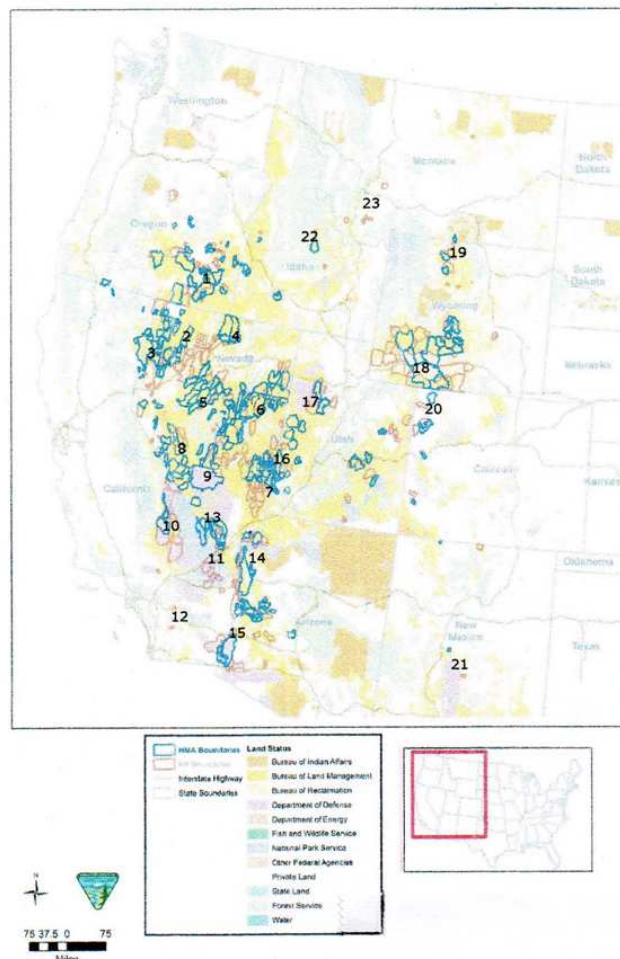 Washington
Montana
North
Dakota
23
Oregon
22
19
1
Idaho
South
Dakota
Wyoming
2
4
3
Nevada
18
Nebraska
17
20
5
6
Utah
8
16
Colorado
9
7
Kansas
California
10
13
11
14
Oklahoma
12
15
Arizona
New
Mexico
Texas
21
HMA Boundaries
Land Status
HA Boundaries
Bureau of Indian Affairs
Interstate Highway
Bureau of Land Management
State Boundaries
Bureau of Reclamation
Department of Defense
Department of Energy
Fish and Wildlife Service
National Park Service
Other Federal Agencies
Private Land
State Land
Forest Service
Water
N
75 37.5 0 75
Miles